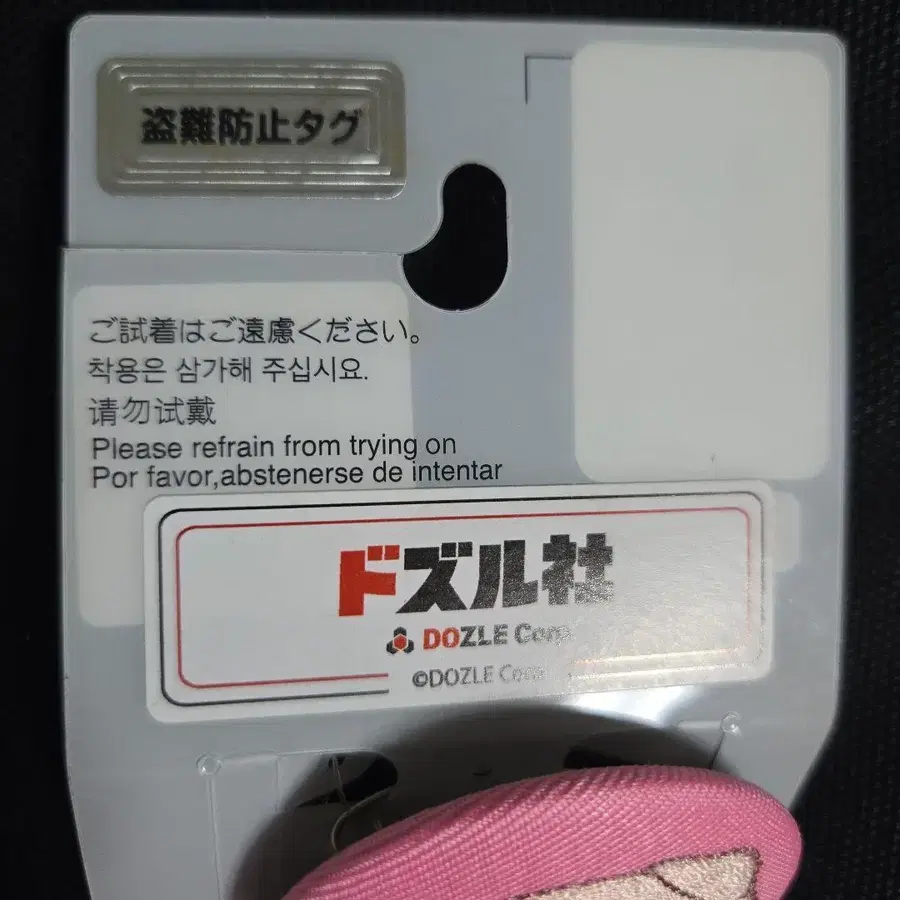 盗難防止タグ
ご試着はご遠慮ください。
착용은 삼가해 주십시요.
请勿试戴
Please refrain from trying on
Por favor,abstenerse de intentar
ドズル社
DOZLE Corp.
©DOZLE Corp.